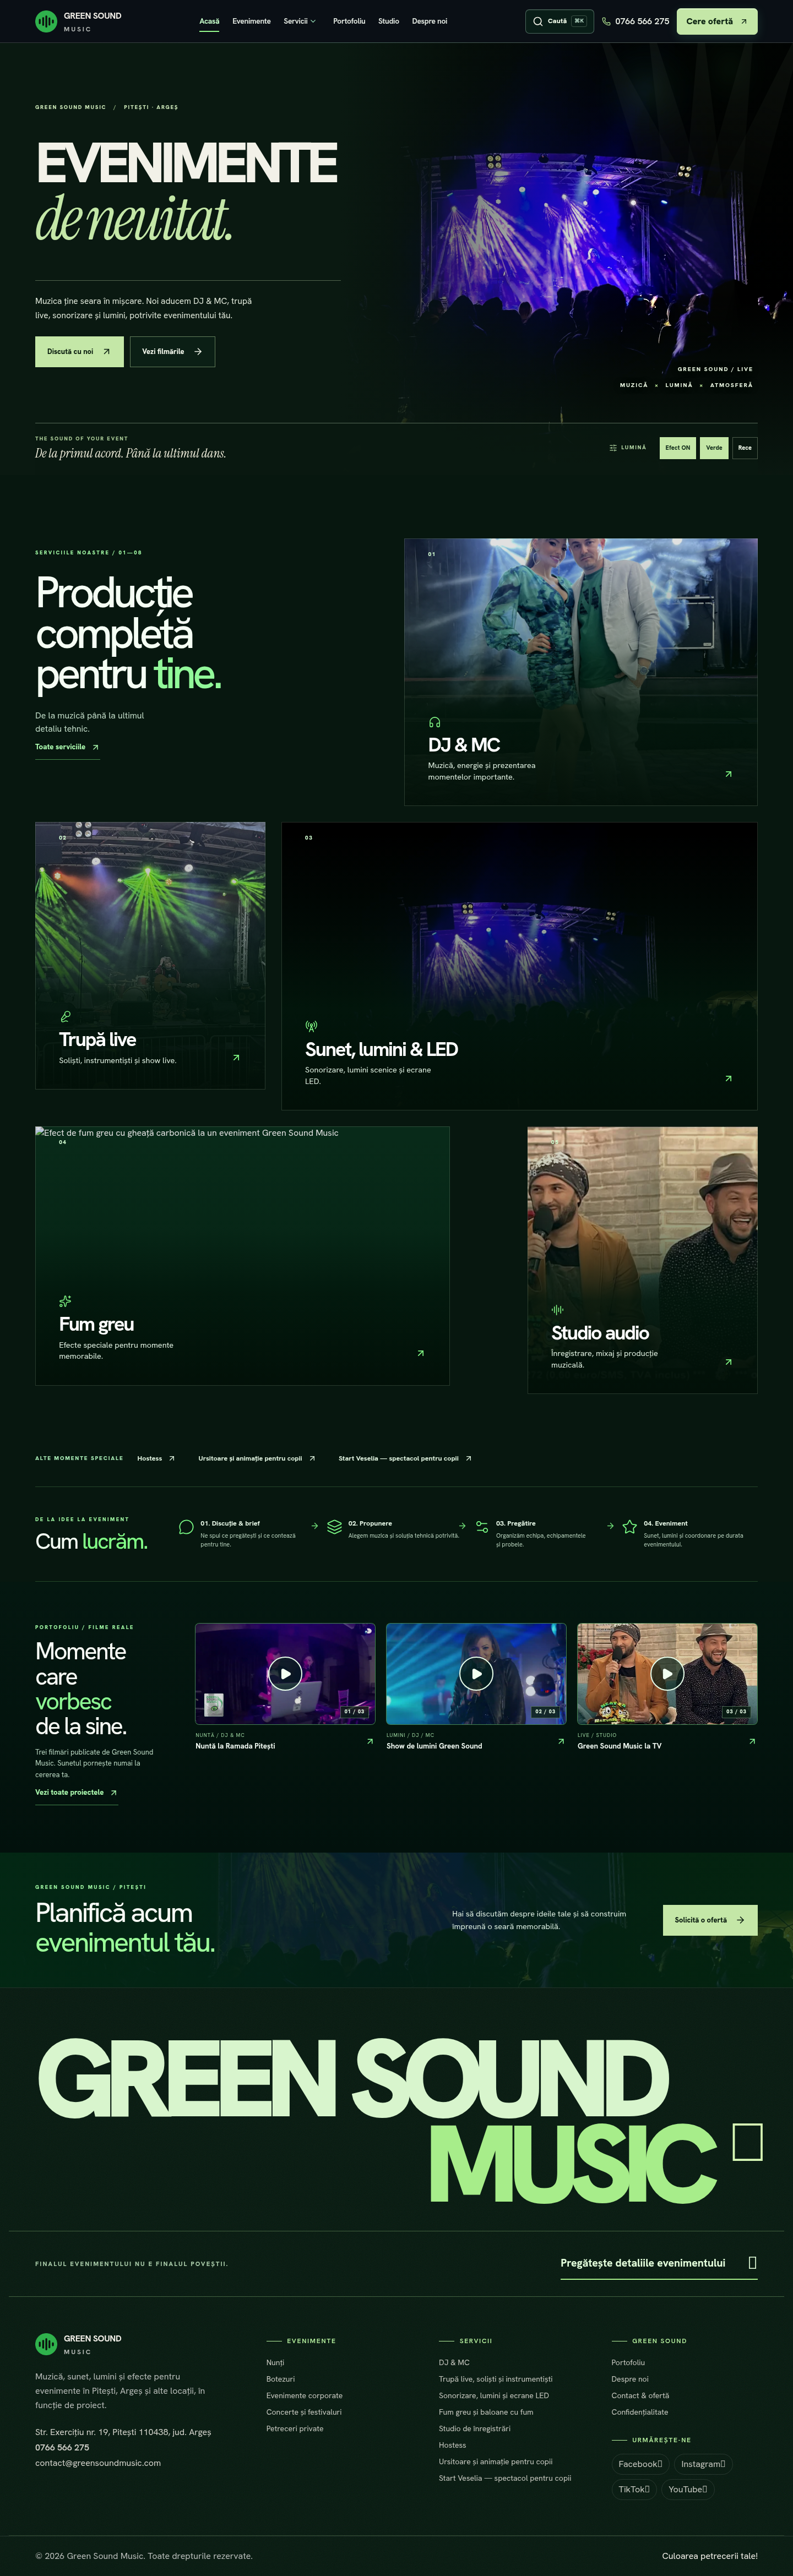 GREEN SOUND
MUSIC
Acasă
Evenimente
Servicii
Portofoliu
Studio
Despre noi
Caută ⌘K
0766 566 275
Cere ofertă
GREEN SOUND MUSIC / PITEȘTI · ARGEȘ
EVENIMENTE
de neuitat.
Muzica ține seara în mișcare. Noi aducem DJ & MC, trupă
live, sonorizare și lumini, potrivite evenimentului tău.
Discută cu noi
Vezi filmările
GREEN SOUND / LIVE
MUZICĂ × LUMINĂ × ATMOSFERĂ
THE SOUND OF YOUR EVENT
De la primul acord. Până la ultimul dans.
LUMINĂ
Efect ON
Verde
Rece
SERVICIILE NOASTRE / 01—08
Producție
completă
pentru tine.
De la muzică până la ultimul
detaliu tehnic.
Toate serviciile
01
DJ & MC
Muzică, energie și prezentarea
momentelor importante.
02
Trupă live
Soliști, instrumentiști și show live.
03
Sunet, lumini & LED
Sonorizare, lumini scenice și ecrane
LED.
Efect de fum greu cu gheață carbonică la un eveniment Green Sound Music
04
Fum greu
Efecte speciale pentru momente
memorabile.
Studio audio
Înregistrare, mixaj și producție
muzicală.
ALTE MOMENTE SPECIALE
Hostess
Ursitoare și animație pentru copii
Start Veselia — spectacol pentru copii
DE LA IDEE LA EVENIMENT
Cum lucrăm.
01. Discuție & brief
Ne spui ce pregătești și ce contează
pentru tine.
02. Propunere
Alegem muzica și soluția tehnică potrivită.
03. Pregătire
Organizăm echipa, echipamentele
și probele.
04. Eveniment
Sunet, lumini și coordonare pe durata
evenimentului.
PORTOFOLIU / FILME REALE
Momente
care
vorbesc
de la sine.
Trei filmări publicate de Green Sound
Music. Sunetul pornește numai la
cererea ta.
Vezi toate proiectele
01 / 03
NUNTĂ / DJ & MC
Nuntă la Ramada Pitești
02 / 03
LUMINI / DJ / MC
Show de lumini Green Sound
03 / 03
LIVE / STUDIO
Green Sound Music la TV
GREEN SOUND MUSIC / PITEȘTI
Planifică acum
evenimentul tău.
Hai să discutăm despre ideile tale și să construim
împreună o seară memorabilă.
Solicită o ofertă
GREEN SOUND
MUSIC
FINALUL EVENIMENTULUI NU E FINALUL POVEȘTII.
Pregătește detaliile evenimentului
GREEN SOUND
MUSIC
Muzică, sunet, lumini și efecte pentru
evenimente în Pitești, Argeș și alte locații, în
funcție de proiect.
Str. Exercițiu nr. 19, Pitești 110438, jud. Argeș
0766 566 275
contact@greensoundmusic.com
EVENIMENTE
Nunți
Botezuri
Evenimente corporate
Concerte și festivaluri
Petreceri private
SERVICII
DJ & MC
Trupă live, soliști și instrumentiști
Sonorizare, lumini și ecrane LED
Fum greu și baloane cu fum
Studio de înregistrări
Hostess
Ursitoare și animație pentru copii
Start Veselia — spectacol pentru copii
GREEN SOUND
Portofoliu
Despre noi
Contact & ofertă
Confidențialitate
URMĂREȘTE-NE
Facebook
Instagram
TikTok
YouTube
© 2026 Green Sound Music. Toate drepturile rezervate.
Culoarea petrecerii tale!